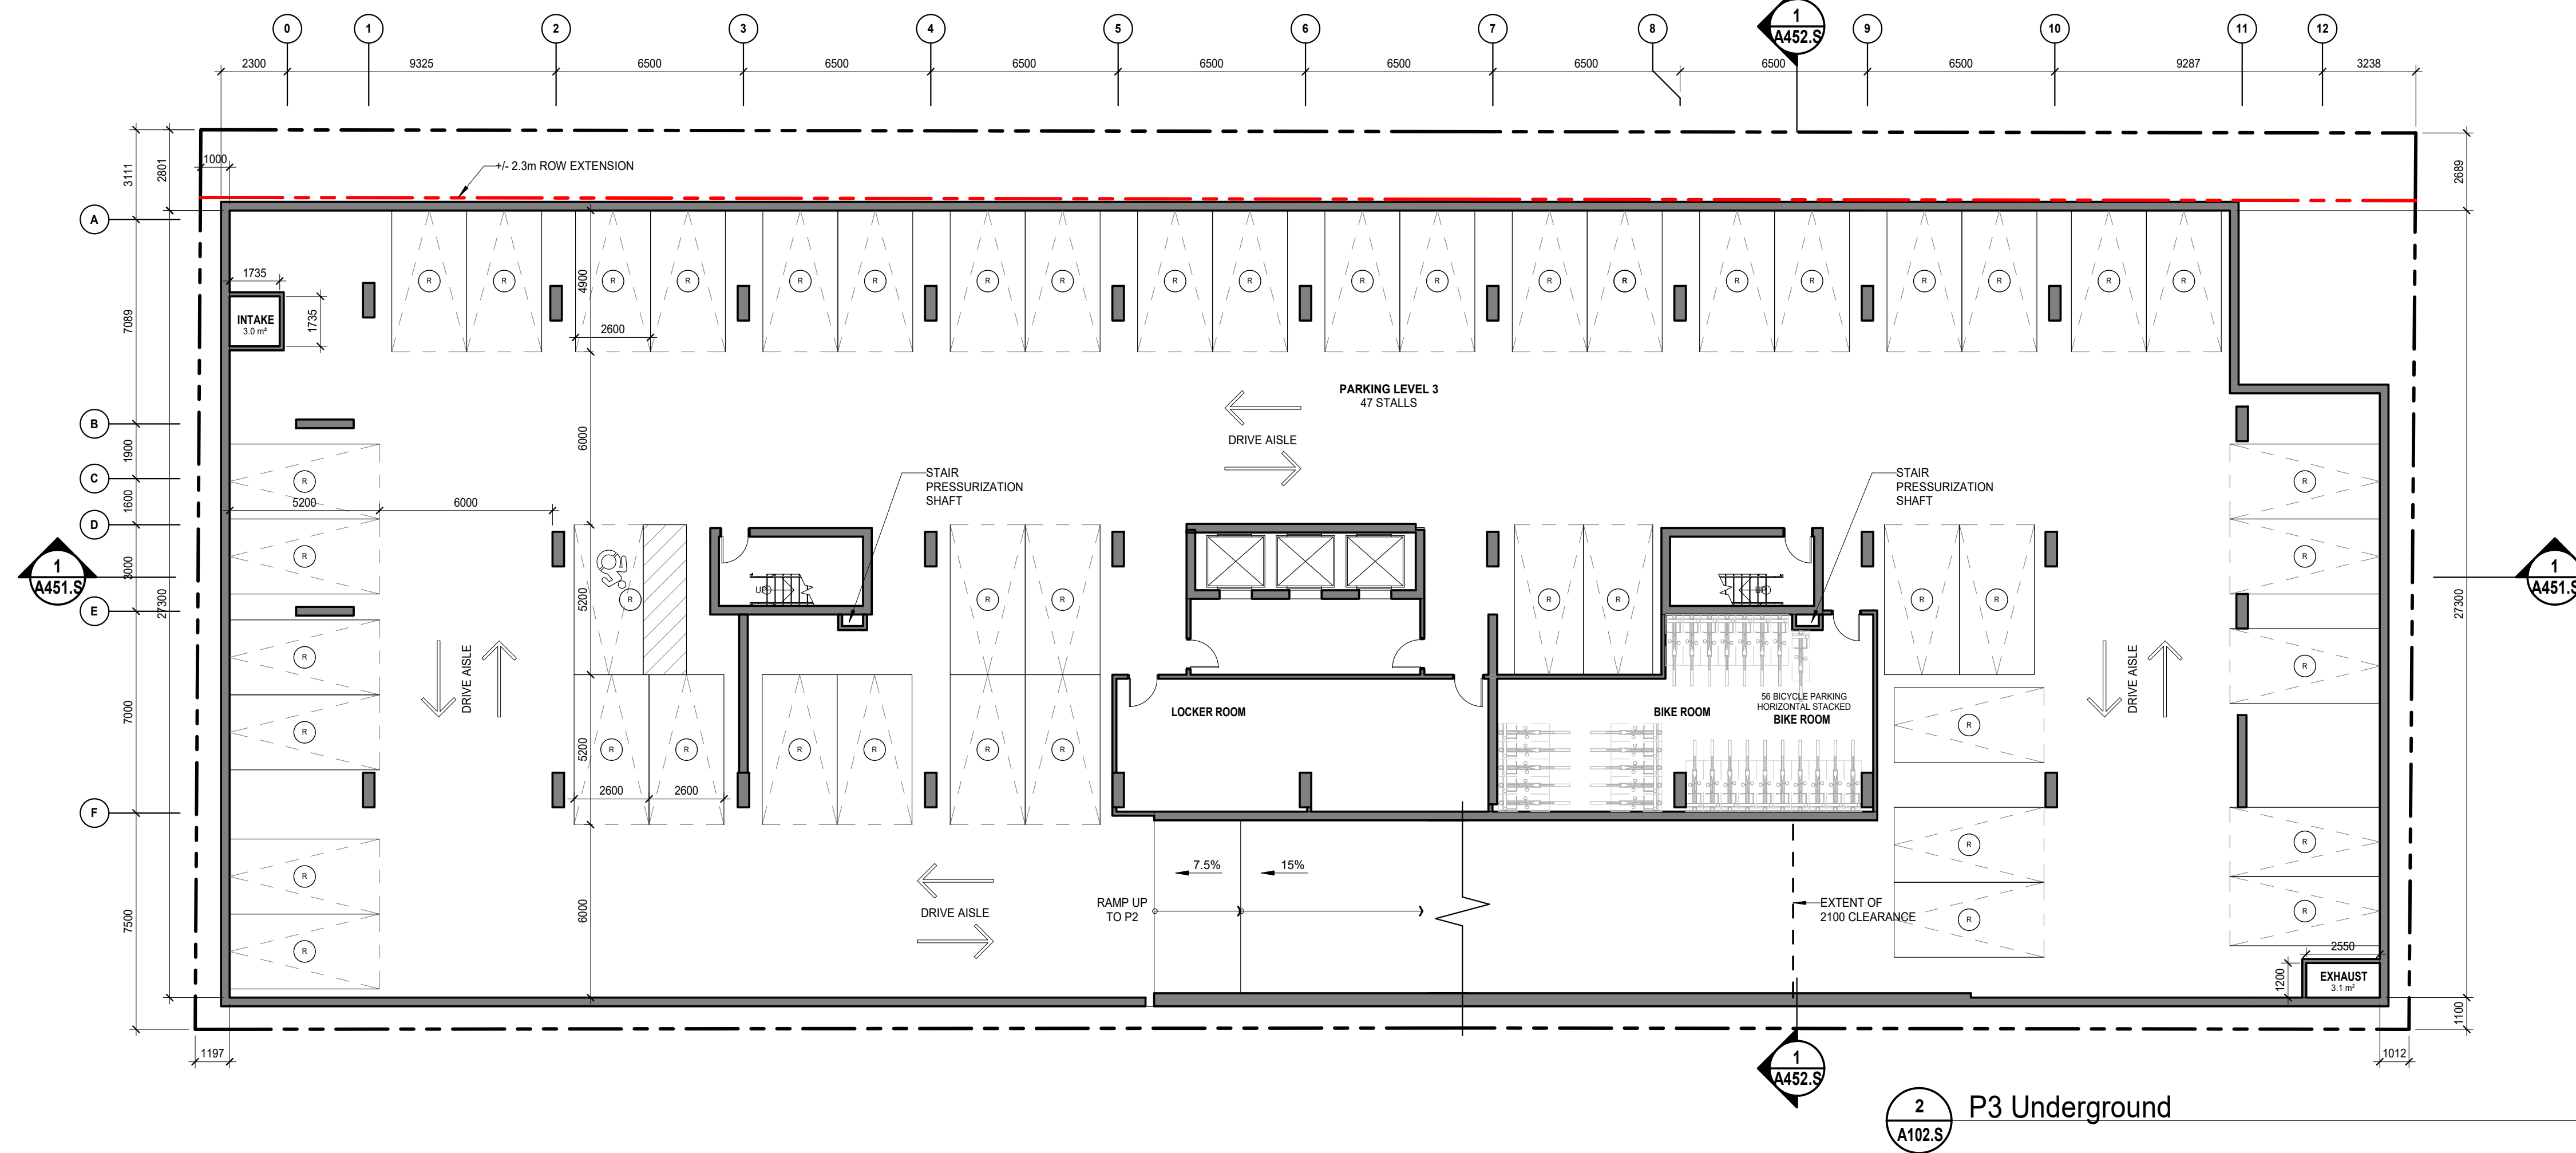 0 1 2 3 4 5 6 7 8 9 10 11 12
1
A452.S
2300 9325 6500 6500 6500 6500 6500 6500 6500 6500 9287 3238
3111
2801
1000
+/- 2.3m ROW EXTENSION
2689
A
R R R R R R R R R R R R R R R R R R R R
4900
1735
INTAKE
3.0 m²
1735
2600
7089
PARKING LEVEL 3
47 STALLS
DRIVE AISLE
B
1900
6000
C
R
STAIR
PRESSURIZATION
SHAFT
STAIR
PRESSURIZATION
SHAFT
R
1600
5200 6000
D
R
R
3000
1
A451.S
27300
1
A451.S
27300
5200
UP
UP
R R R R R R R
E
R
R
DRIVE AISLE
DRIVE AISLE
7000
LOCKER ROOM
BIKE ROOM
56 BICYCLE PARKING
HORIZONTAL STACKED
BIKE ROOM
R
R
5200
R R R R R R
2600 2600
F
R
R
7.5% 15%
R
7500
6000
DRIVE AISLE
RAMP UP
TO P2
EXTENT OF
2100 CLEARANCE
R
R
R
2550
1200
EXHAUST
3.1 m²
1100
1197
1012
1
A452.S
2
A102.S
P3 Underground